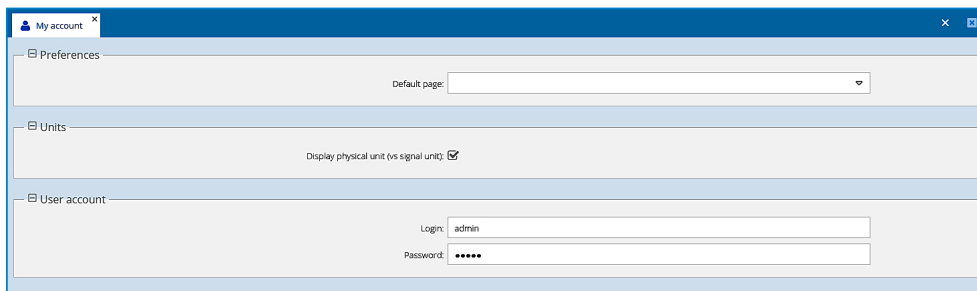 My account
Preferences
Default page:
Units
Display physical unit (vs signal unit):
User account
Login: admin
Password: •••••